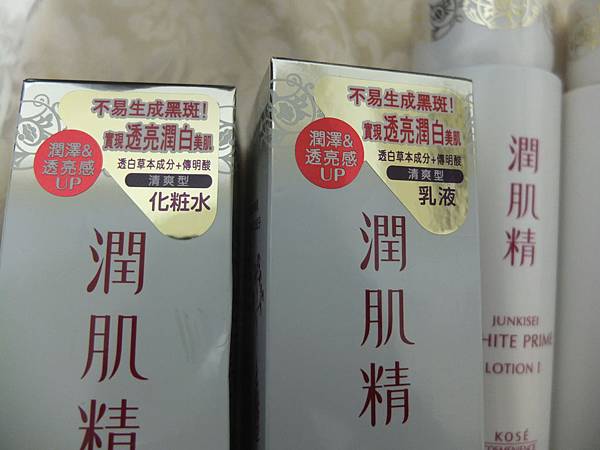 不易生成黑斑!
實現透亮潤白美肌
潤澤&
透亮感
UP
透白草本成分+傳明酸
清爽型
化粧水
潤肌精
不易生成黑斑!
實現透亮潤白美肌
潤澤&
透亮感
UP
透白草本成分+傳明酸
清爽型
乳液
潤肌精
潤肌精
JUNKISEI
WHITE PRIME
LOTION I
KOSÉ